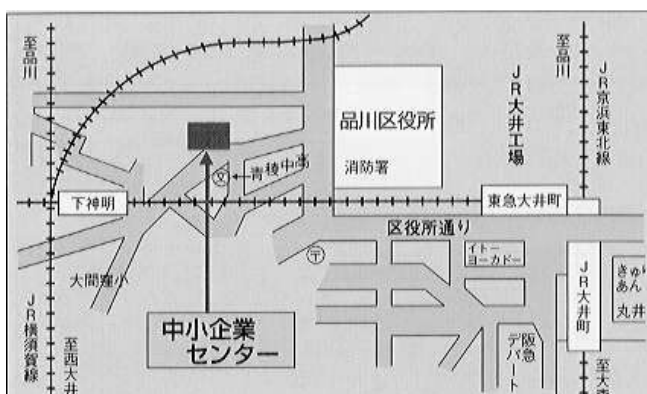 至品川
至品川
JR京浜東北線
JR大井工場
品川区役所
消防署
青稜中高
文
下神明
東急大井町
区役所通り
〒
イトー
ヨーカドー
大間窪小
JR大井町
きゅり
あん
丸井
中小企業
センター
阪急
デパート
JR横須賀線
至西大井
至大森